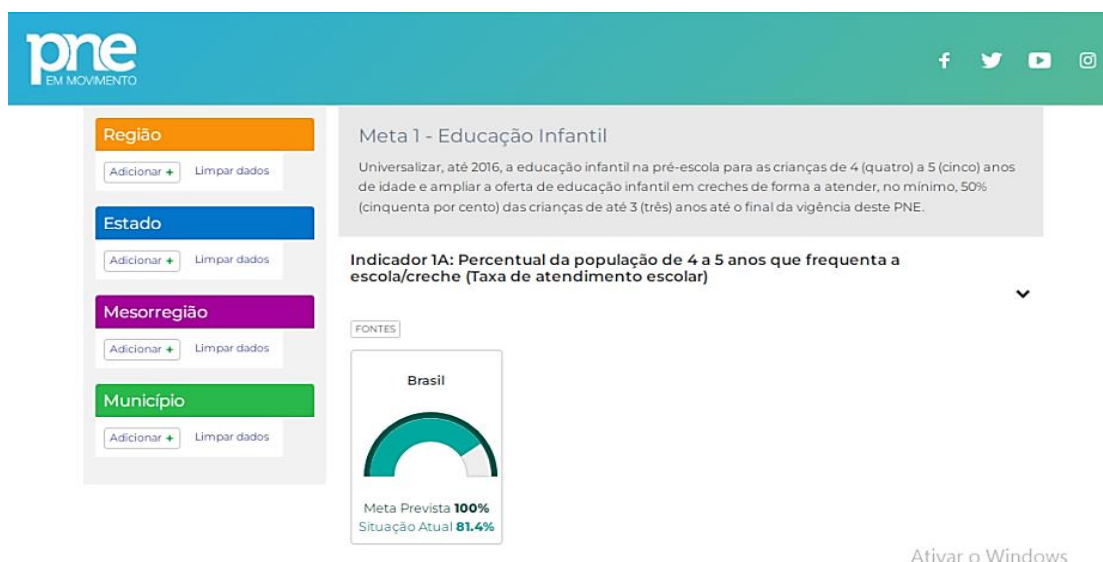 pne
EM MOVIMENTO
Região
Adicionar + Limpar dados
Estado
Adicionar + Limpar dados
Mesorregião
Adicionar + Limpar dados
Município
Adicionar + Limpar dados
Meta 1 - Educação Infantil
Universalizar, até 2016, a educação infantil na pré-escola para as crianças de 4 (quatro) a 5 (cinco) anos
de idade e ampliar a oferta de educação infantil em creches de forma a atender, no mínimo, 50%
(cinquenta por cento) das crianças de até 3 (três) anos até o final da vigência deste PNE.
Indicador 1A: Percentual da população de 4 a 5 anos que frequenta a
escola/creche (Taxa de atendimento escolar)
FONTES
Brasil
Meta Prevista 100%
Situação Atual 81.4%
Ativar o Windows